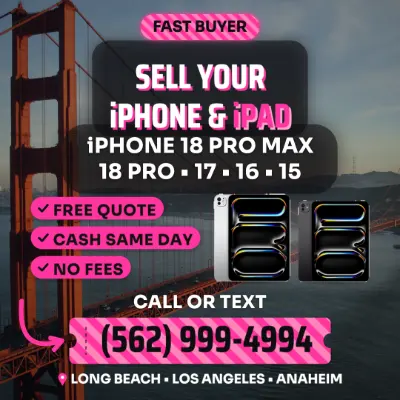 FAST BUYER
SELL YOUR
iPHONE & iPAD
iPHONE 18 PRO MAX
18 PRO ▪ 17 ▪ 16 ▪ 15
✓ FREE QUOTE
✓ CASH SAME DAY
✓ NO FEES
CALL OR TEXT
(562) 999-4994
LONG BEACH ▪ LOS ANGELES ▪ ANAHEIM